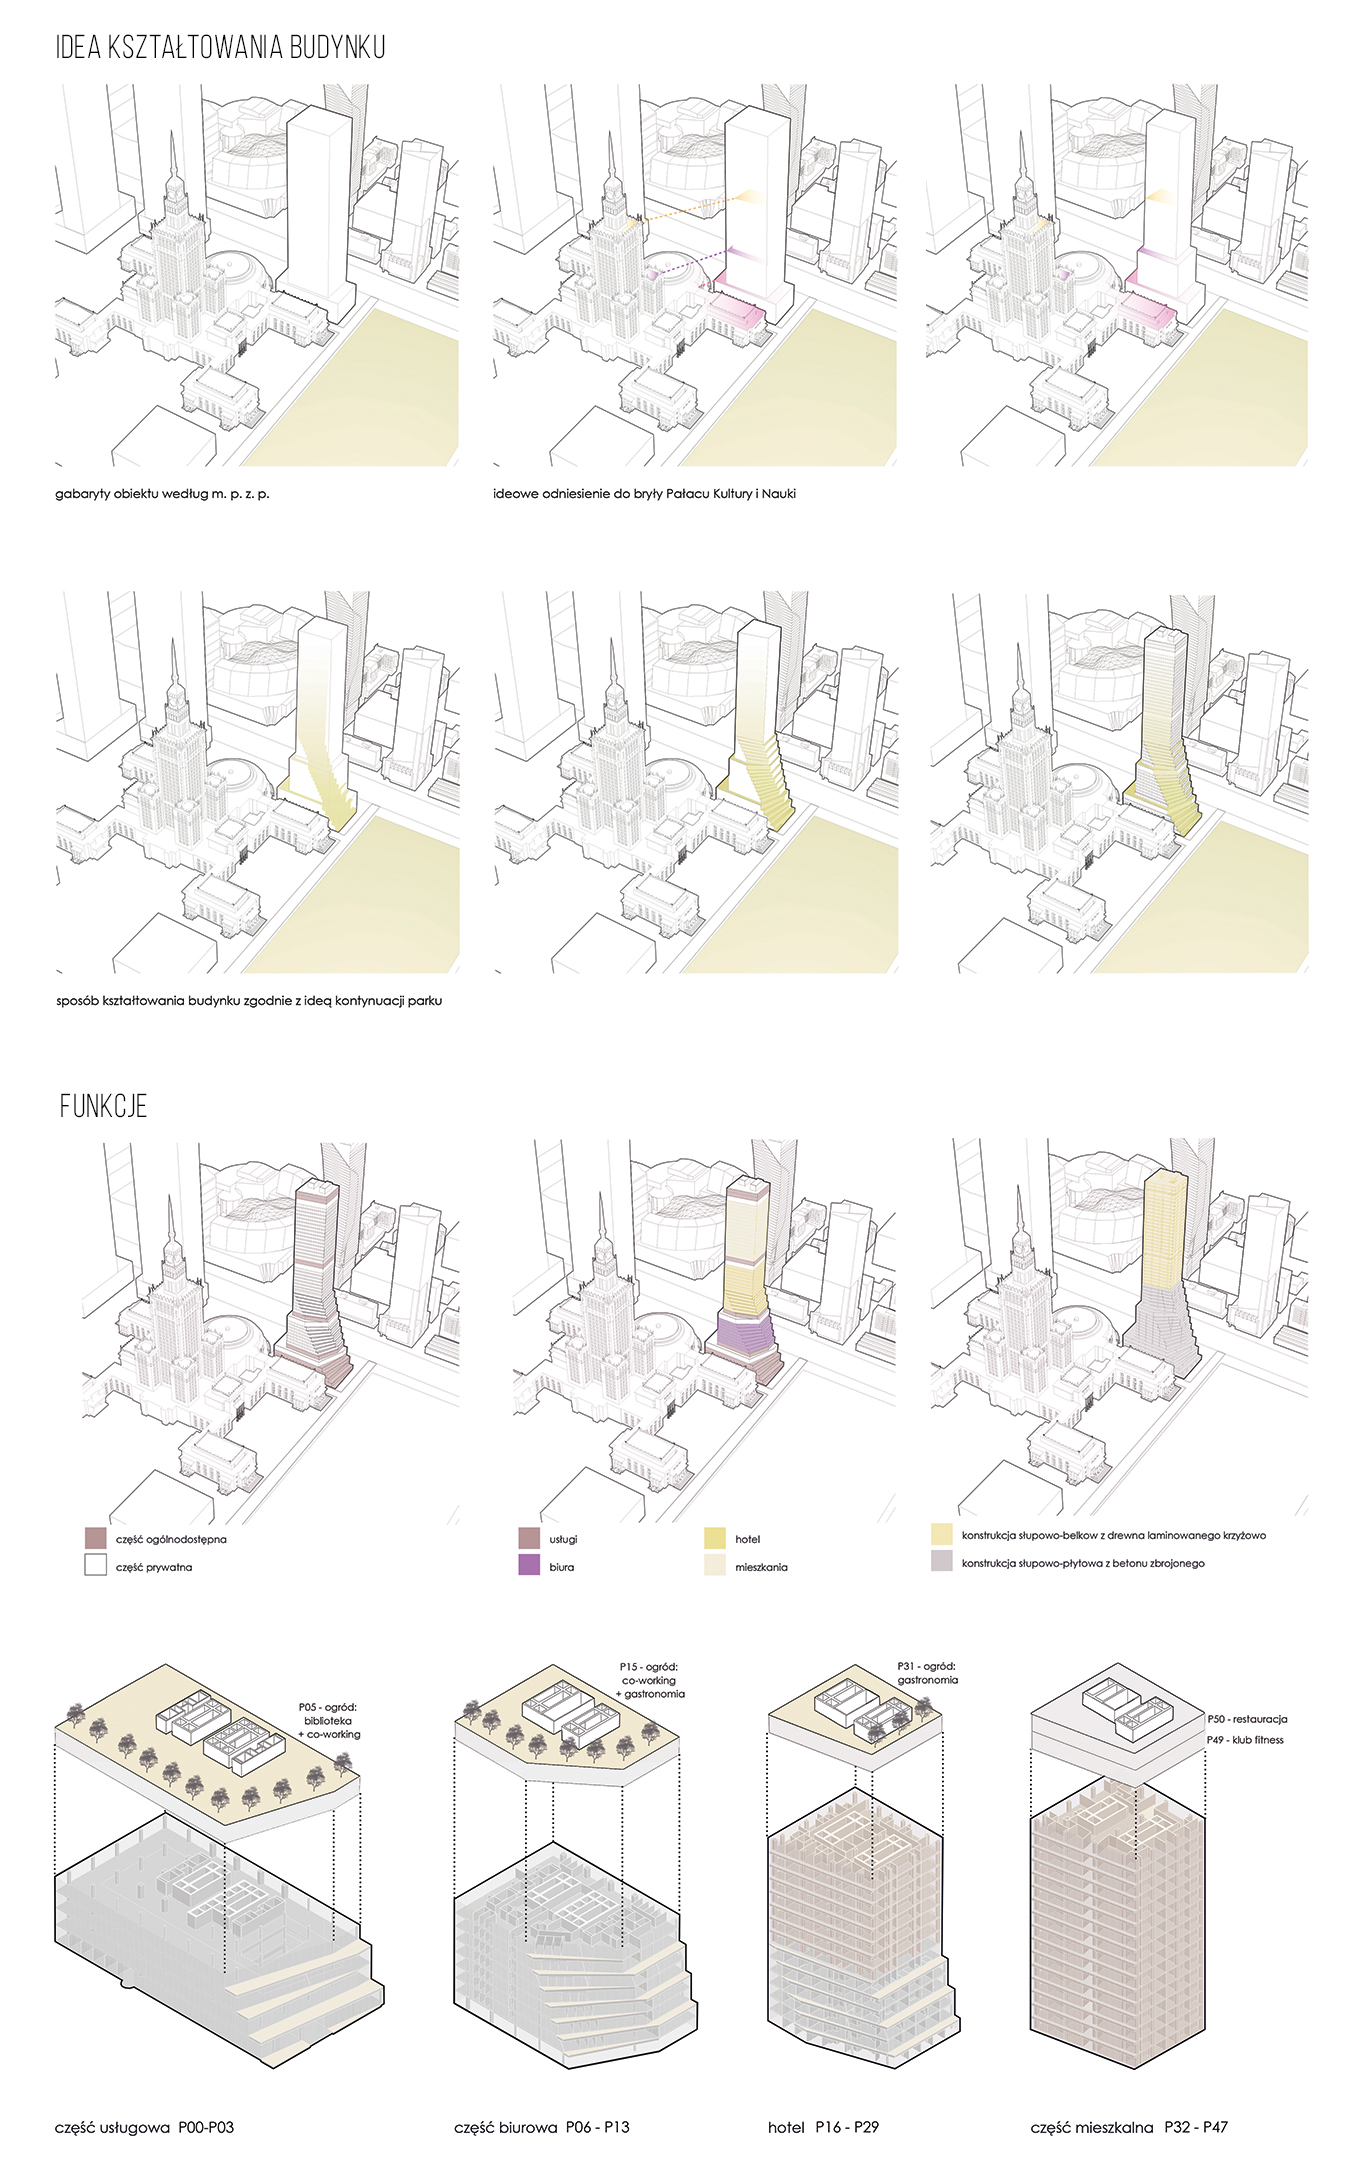 IDEA KSZTAŁTOWANIA BUDYNKU
gabaryty obiektu według m. p. z. p.
ideowe odniesienie do bryły Pałacu Kultury i Nauki
sposób kształtowania budynku zgodnie z ideą kontynuacji parku
FUNKCJE
część ogólnodostępna
część prywatna
usługi
biura
hotel
mieszkania
konstrukcja słupowo-belkow z drewna laminowanego krzyżowo
konstrukcja słupowo-płytowa z betonu zbrojonego
P05 - ogród:
biblioteka
+ co-working
P15 - ogród:
co-working
+ gastronomia
P31 - ogród:
gastronomia
P50 - restauracja
P49 - klub fitness
część usługowa P00-P03
część biurowa P06 - P13
hotel P16 - P29
część mieszkalna P32 - P47